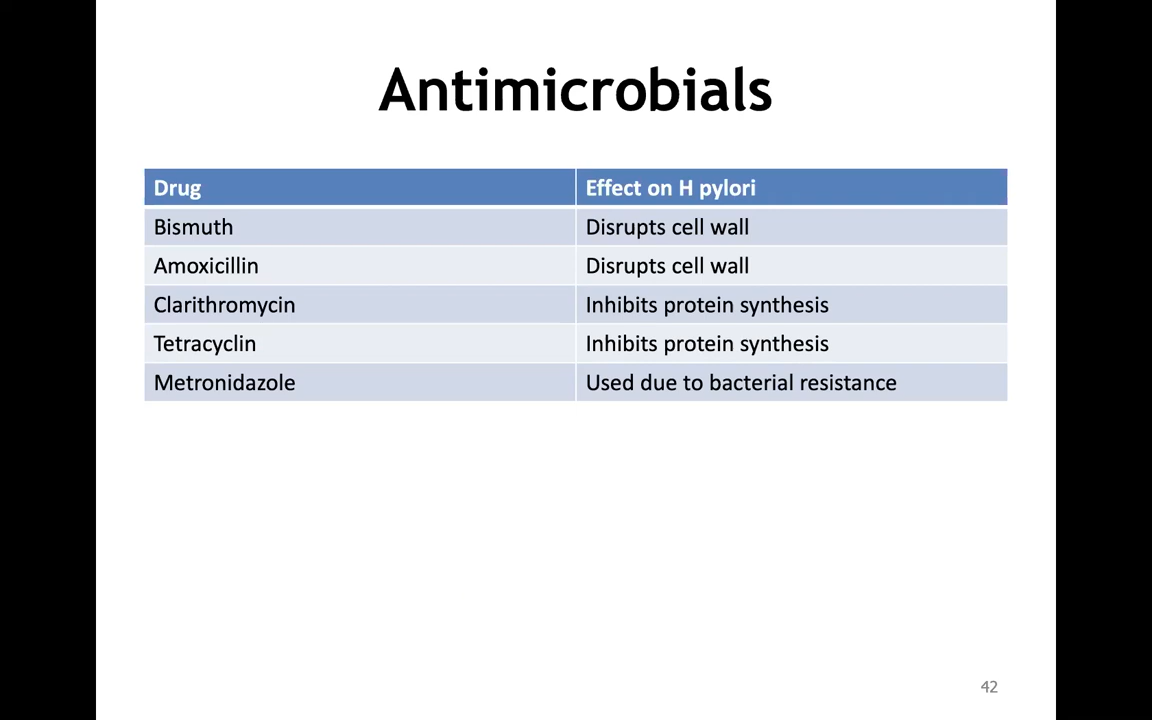 Antimicrobials
Drug Effect on H pylori
Bismuth Disrupts cell wall
Amoxicillin Disrupts cell wall
Clarithromycin Inhibits protein synthesis
Tetracyclin Inhibits protein synthesis
Metronidazole Used due to bacterial resistance
42